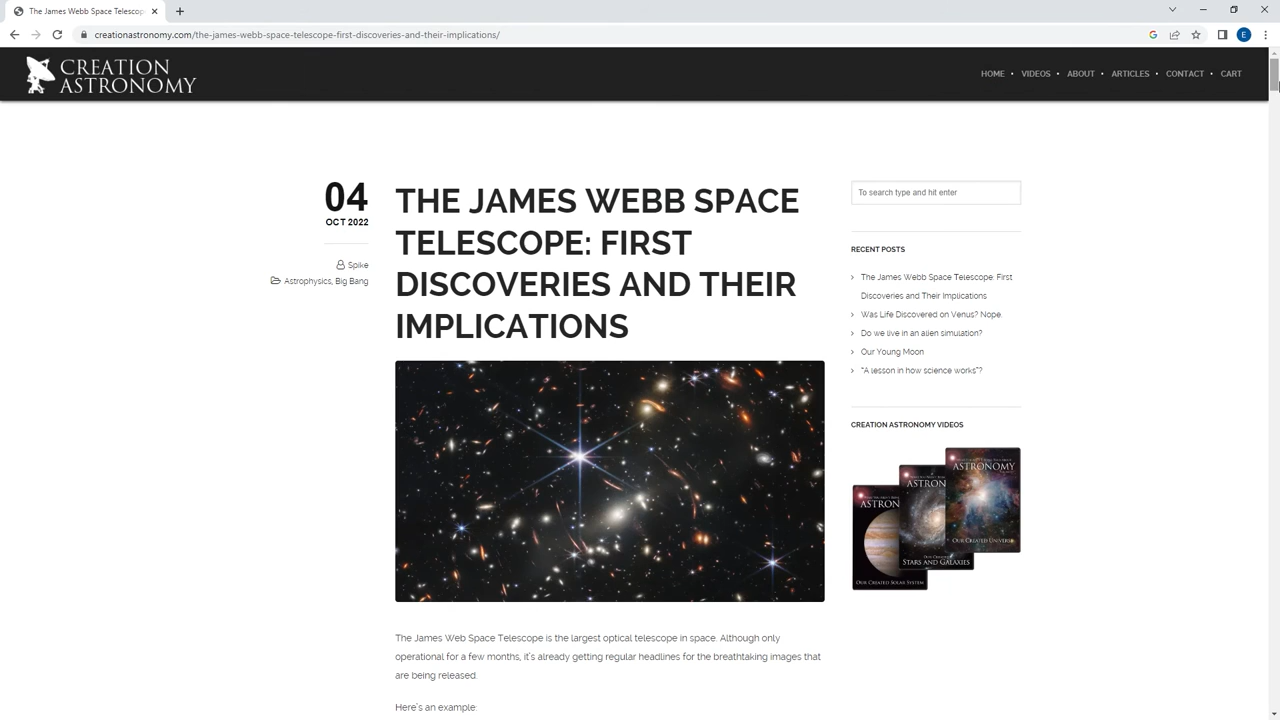 The James Webb Space Telescop
creationastronomy.com/the-james-webb-space-telescope-first-discoveries-and-their-implications/
E
CREATION
ASTRONOMY
HOME • VIDEOS • ABOUT • ARTICLES • CONTACT • CART
04
OCT 2022
Spike
Astrophysics, Big Bang
THE JAMES WEBB SPACE
TELESCOPE: FIRST
DISCOVERIES AND THEIR
IMPLICATIONS
The James Web Space Telescope is the largest optical telescope in space. Although only
operational for a few months, it's already getting regular headlines for the breathtaking images that
are being released.
Here's an example:
To search type and hit enter
RECENT POSTS
The James Webb Space Telescope: First
Discoveries and Their Implications
Was Life Discovered on Venus? Nope.
Do we live in an alien simulation?
Our Young Moon
"A lesson in how science works"?
CREATION ASTRONOMY VIDEOS
ASTRONOMY
OUR CREATED UNIVERSE
ASTRON
STARS AND GALAXIES
ASTRON
OUR CREATED SOLAR SYSTEM